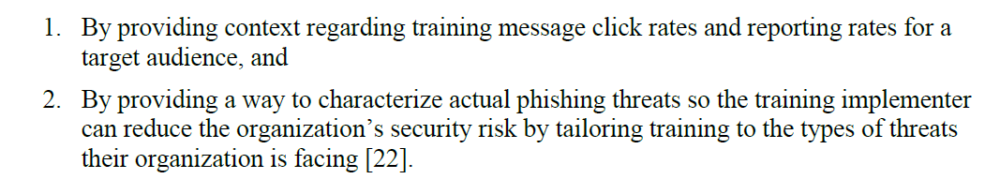 1. By providing context regarding training message click rates and reporting rates for a
target audience, and
2. By providing a way to characterize actual phishing threats so the training implementer
can reduce the organization’s security risk by tailoring training to the types of threats
their organization is facing [22].